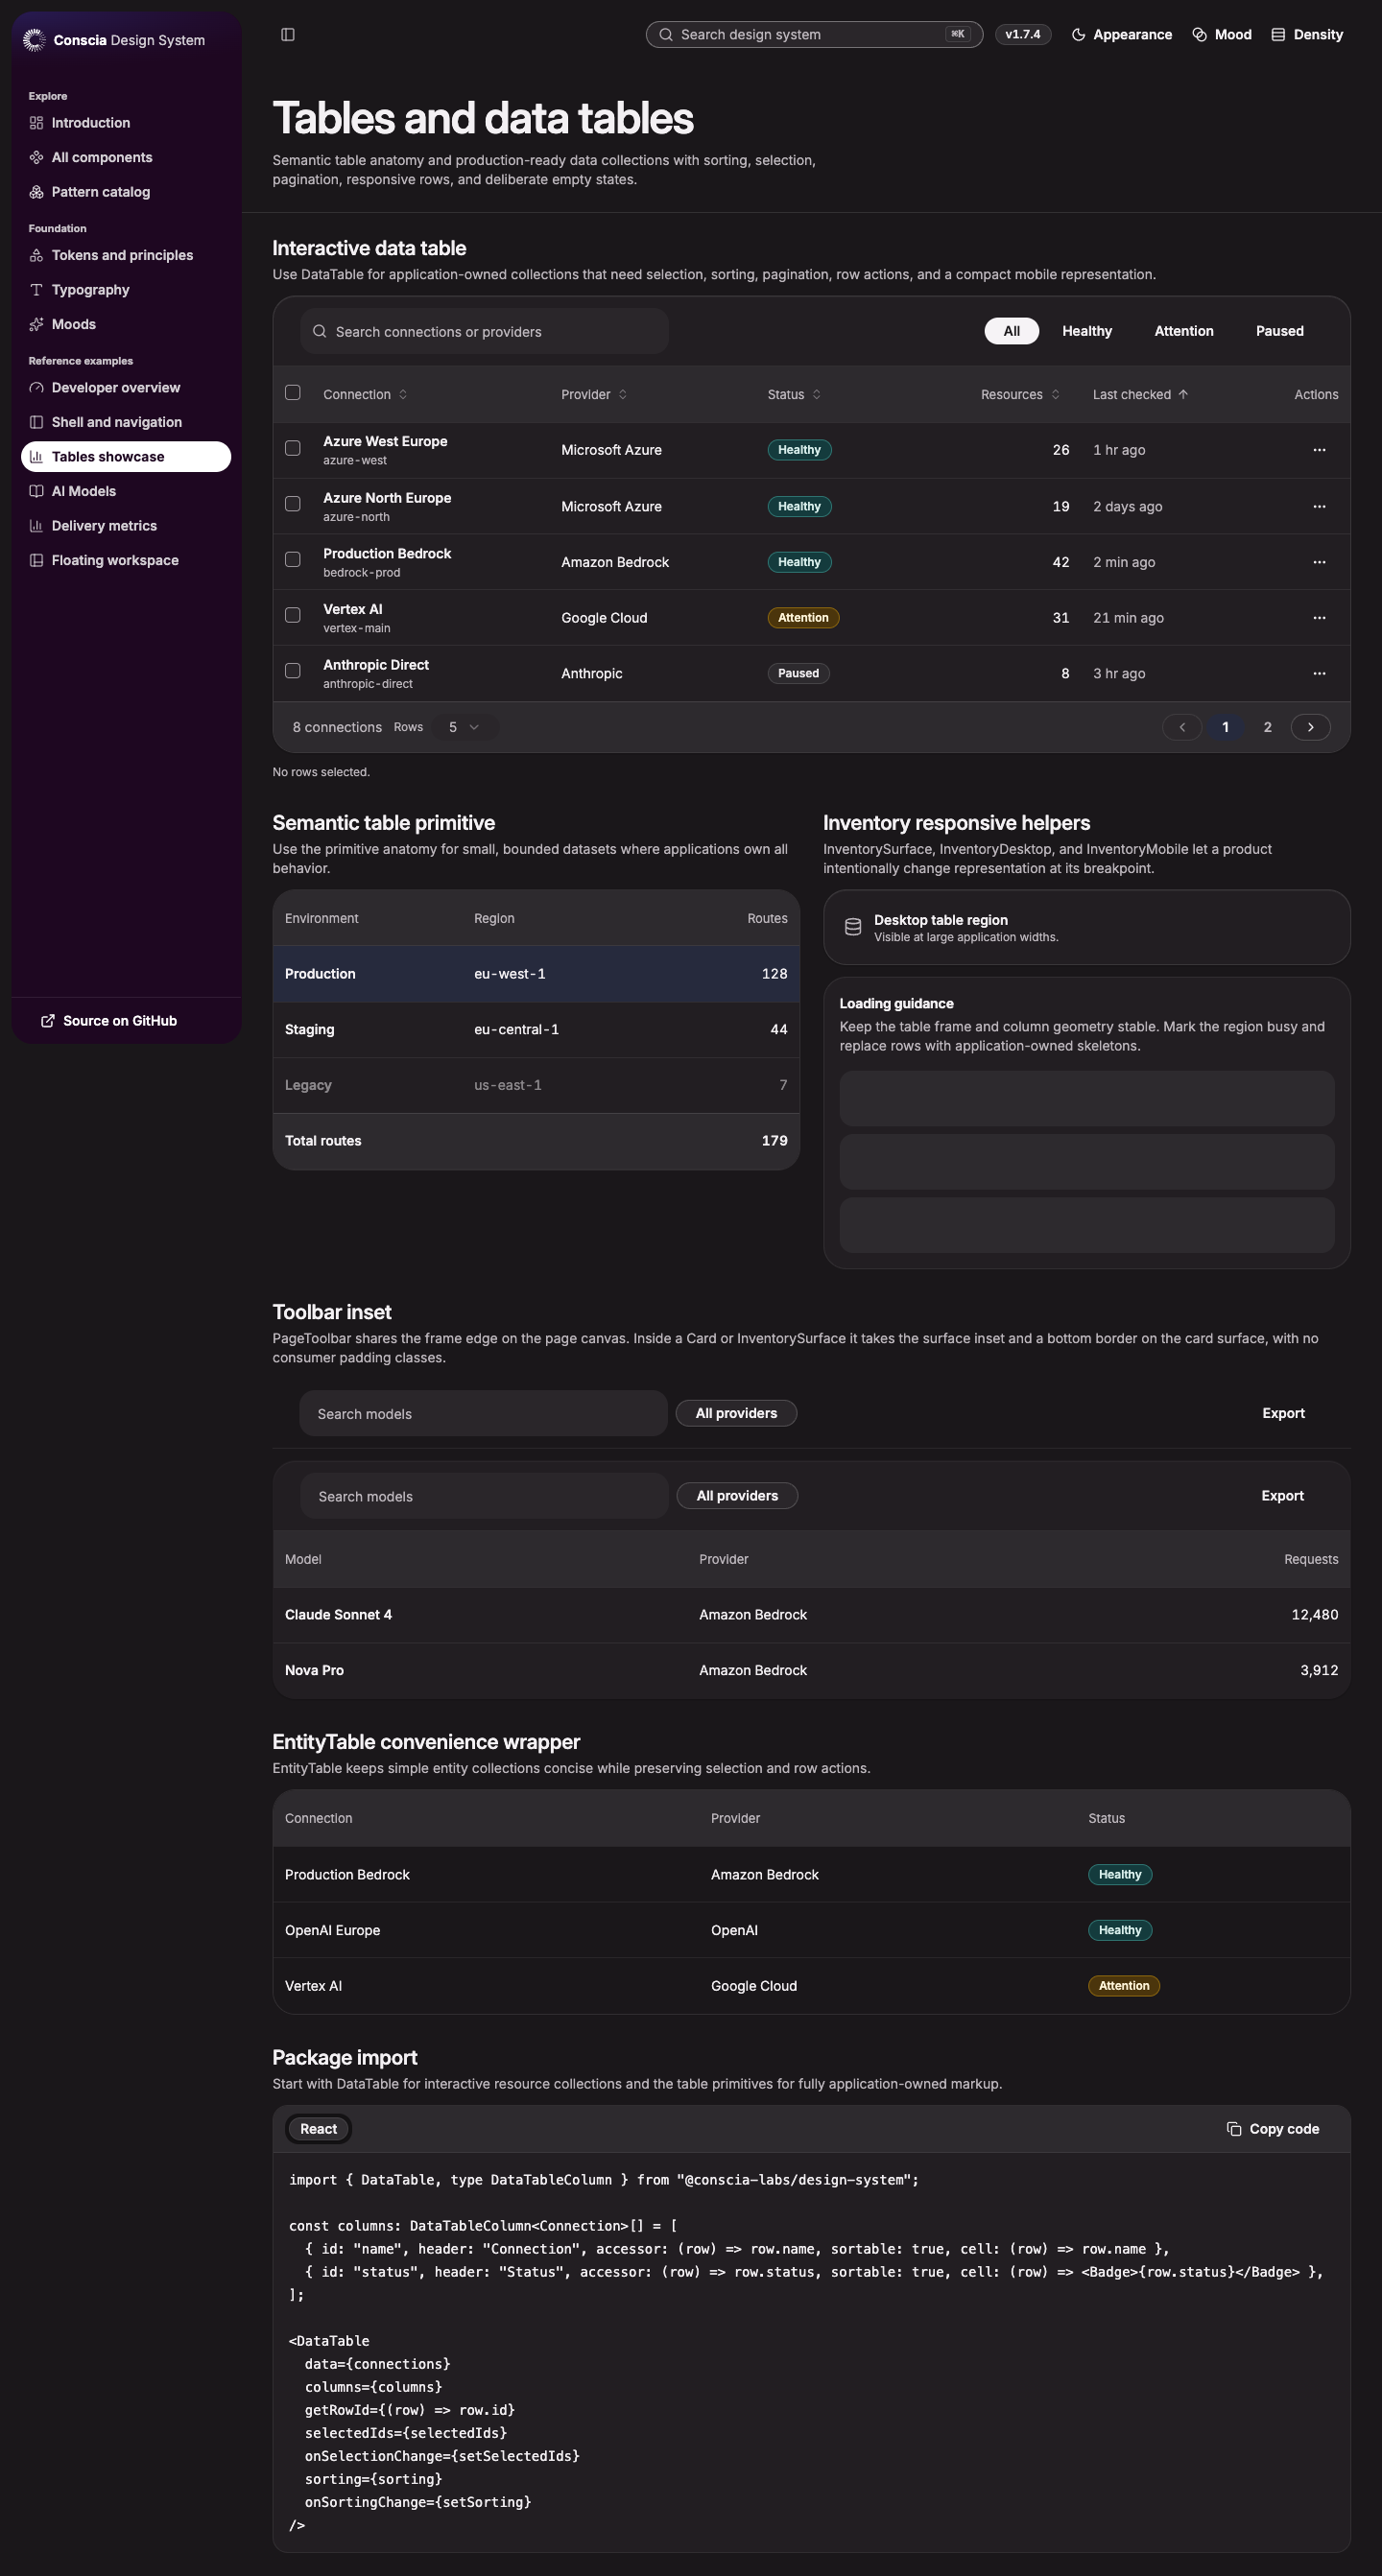 Conscia Design System
Explore
Introduction
All components
Pattern catalog
Foundation
Tokens and principles
Typography
Moods
Reference examples
Developer overview
Shell and navigation
Tables showcase
AI Models
Delivery metrics
Floating workspace
Source on GitHub
Search design system ⌘K v1.7.4 Appearance Mood Density
Tables and data tables
Semantic table anatomy and production-ready data collections with sorting, selection,
pagination, responsive rows, and deliberate empty states.
Interactive data table
Use DataTable for application-owned collections that need selection, sorting, pagination, row actions, and a compact mobile representation.
Search connections or providers All Healthy Attention Paused
Connection Provider Status Resources Last checked Actions
Azure West Europe
azure-west
Microsoft Azure Healthy 26 1 hr ago
Azure North Europe
azure-north
Microsoft Azure Healthy 19 2 days ago
Production Bedrock
bedrock-prod
Amazon Bedrock Healthy 42 2 min ago
Vertex AI
vertex-main
Google Cloud Attention 31 21 min ago
Anthropic Direct
anthropic-direct
Anthropic Paused 8 3 hr ago
8 connections Rows 5 1 2
No rows selected.
Semantic table primitive
Use the primitive anatomy for small, bounded datasets where applications own all
behavior.
Environment Region Routes
Production eu-west-1 128
Staging eu-central-1 44
Legacy us-east-1 7
Total routes 179
Inventory responsive helpers
InventorySurface, InventoryDesktop, and InventoryMobile let a product
intentionally change representation at its breakpoint.
Desktop table region
Visible at large application widths.
Loading guidance
Keep the table frame and column geometry stable. Mark the region busy and
replace rows with application-owned skeletons.
Toolbar inset
PageToolbar shares the frame edge on the page canvas. Inside a Card or InventorySurface it takes the surface inset and a bottom border on the card surface, with no
consumer padding classes.
Search models All providers Export
Search models All providers Export
Model Provider Requests
Claude Sonnet 4 Amazon Bedrock 12,480
Nova Pro Amazon Bedrock 3,912
EntityTable convenience wrapper
EntityTable keeps simple entity collections concise while preserving selection and row actions.
Connection Provider Status
Production Bedrock Amazon Bedrock Healthy
OpenAI Europe OpenAI Healthy
Vertex AI Google Cloud Attention
Package import
Start with DataTable for interactive resource collections and the table primitives for fully application-owned markup.
React Copy code
import { DataTable, type DataTableColumn } from "@conscia-labs/design-system";
const columns: DataTableColumn<Connection>[] = [
  { id: "name", header: "Connection", accessor: (row) => row.name, sortable: true, cell: (row) => row.name },
  { id: "status", header: "Status", accessor: (row) => row.status, sortable: true, cell: (row) => <Badge>{row.status}</Badge> },
];
<DataTable
  data={connections}
  columns={columns}
  getRowId={(row) => row.id}
  selectedIds={selectedIds}
  onSelectionChange={setSelectedIds}
  sorting={sorting}
  onSortingChange={setSorting}
/>